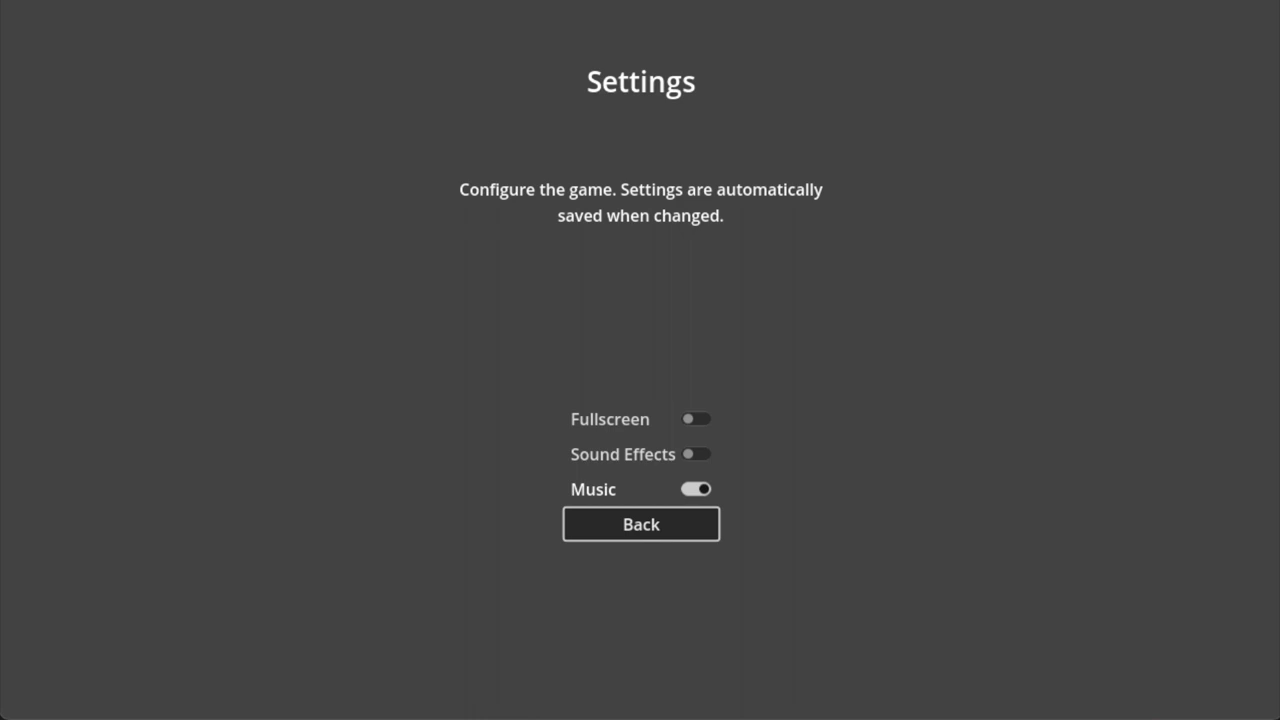 Settings
Configure the game. Settings are automatically
saved when changed.
Fullscreen
Sound Effects
Music
Back